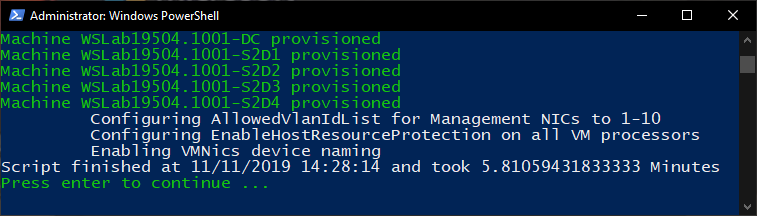 Administrator: Windows PowerShell
Machine WSLab19504.1001-DC provisioned
Machine WSLab19504.1001-S2D1 provisioned
Machine WSLab19504.1001-S2D2 provisioned
Machine WSLab19504.1001-S2D3 provisioned
Machine WSLab19504.1001-S2D4 provisioned
Configuring AllowedVlanIdList for Management NICs to 1-10
Configuring EnableHostResourceProtection on all VM processors
Enabling VMNics device naming
Script finished at 11/11/2019 14:28:14 and took 5.81059431833333 Minutes
Press enter to continue ...